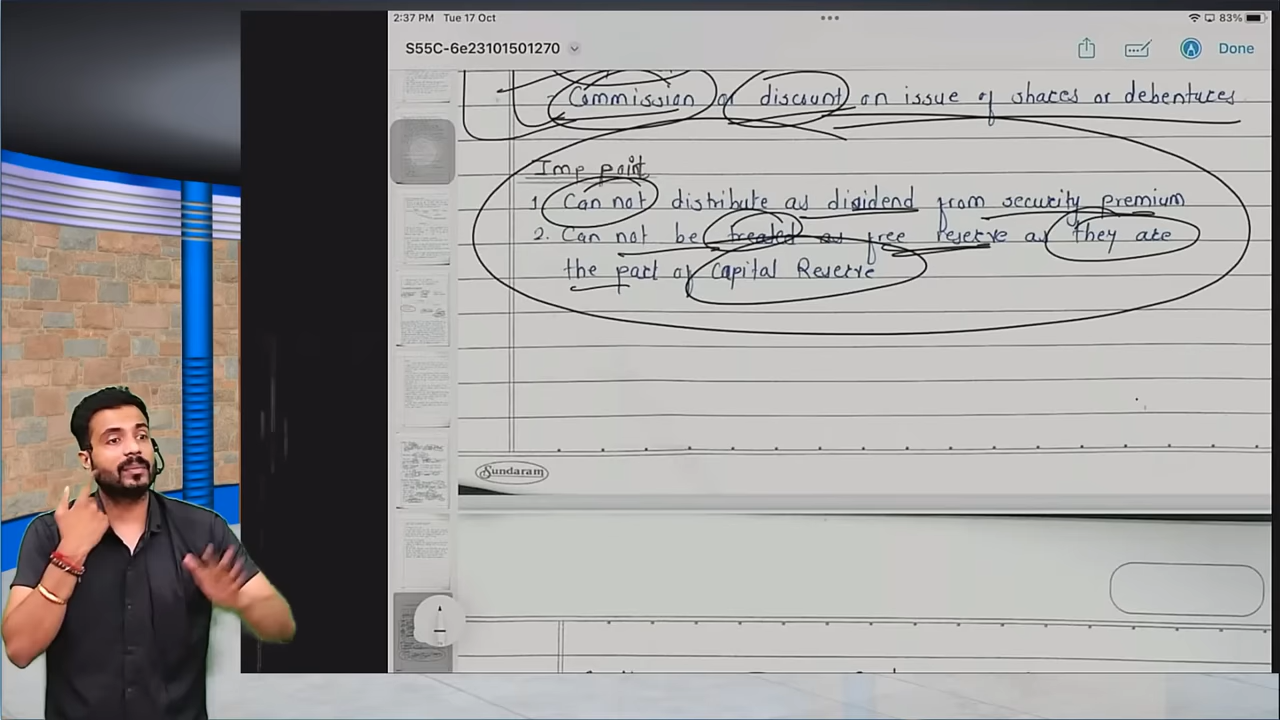 2:37 PM Tue 17 Oct
83%
S55C-6e23101501270
Done
Commission or discount on issue of shares or debentures
Imp point
1. Can not distribute as dividend from security premium
2. Can not be treated as free reserve as they are
the part of Capital Reserve
Sundaram